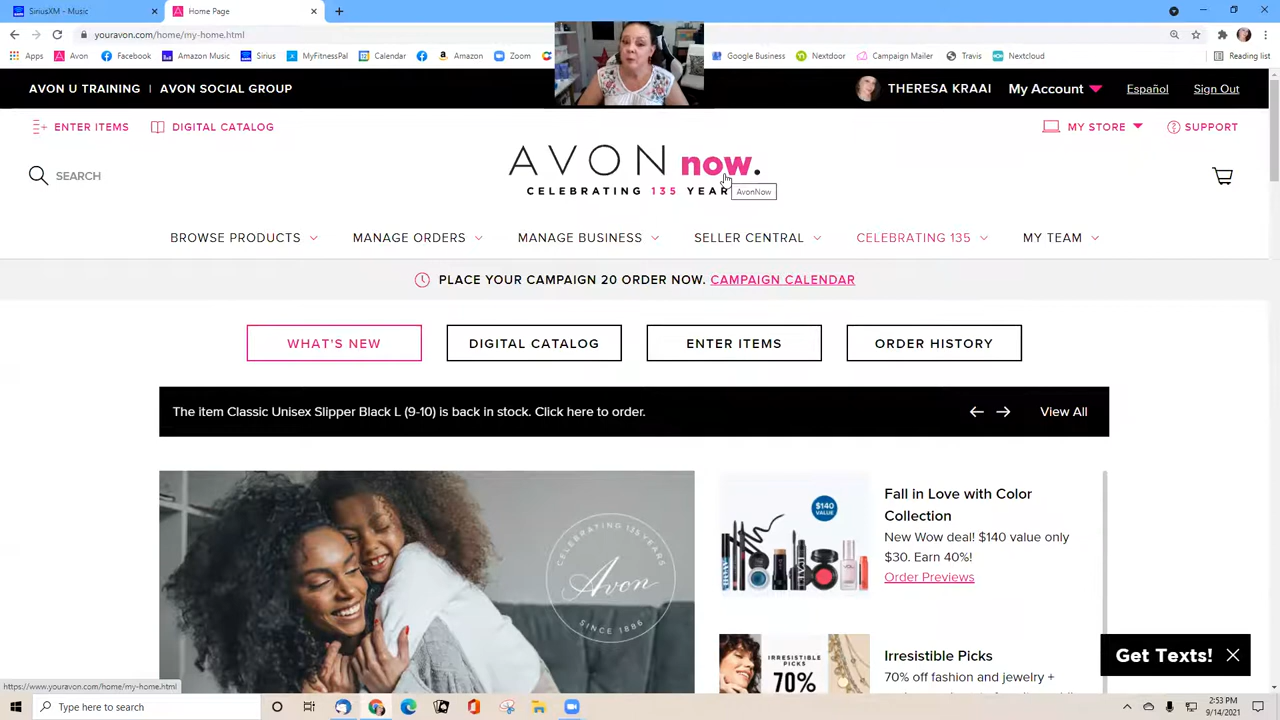 SiriusXM - Music
Home Page
youravon.com/home/my-home.html
Apps
Avon
Facebook
Amazon Music
Sirius
MyFitnesPal
Calendar
Amazon
Zoom
Google Business
Nextdoor
Campaign Mailer
Travis
Nextcloud
Reading list
AVON U TRAINING | AVON SOCIAL GROUP
THERESA KRAAI
My Account
Español
Sign Out
ENTER ITEMS
DIGITAL CATALOG
MY STORE
SUPPORT
SEARCH
AVON now.
CELEBRATING 135 YEAR
AvonNow
BROWSE PRODUCTS
MANAGE ORDERS
MANAGE BUSINESS
SELLER CENTRAL
CELEBRATING 135
MY TEAM
PLACE YOUR CAMPAIGN 20 ORDER NOW. CAMPAIGN CALENDAR
WHAT'S NEW
DIGITAL CATALOG
ENTER ITEMS
ORDER HISTORY
The item Classic Unisex Slipper Black L (9-10) is back in stock. Click here to order.
View All
CELEBRATING 135 YEARS
Avon
SINCE 1886
$140
VALUE
Fall in Love with Color
Collection
New Wow deal! $140 value only
$30. Earn 40%!
Order Previews
IRRESISTIBLE
PICKS
70%
Irresistible Picks
70% off fashion and jewelry +
Get Texts!
https://www.youravon.com/home/my-home.html
Type here to search
2:53 PM
9/14/2021